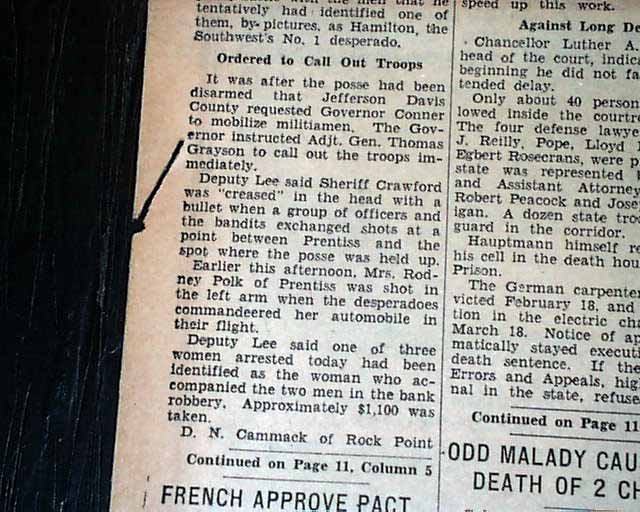 tentatively had identified one of
them, by pictures, as Hamilton, the
Southwest's No. 1 desperado.
Ordered to Call Out Troops
It was after the posse had been
disarmed that Jefferson Davis
County requested Governor Conner
to mobilize militiamen. The Gov-
ernor instructed Adjt. Gen. Thomas
Grayson to call out the troops im-
mediately.
Deputy Lee said Sheriff Crawford
was "creased" in the head with a
bullet when a group of officers and
the bandits exchanged shots at a
point between Prentiss and the
spot where the posse was held up.
Earlier this afternoon, Mrs. Rod-
ney Polk of Prentiss was shot in
the left arm when the desperadoes
commandeered her automobile in
their flight.
Deputy Lee said one of three
women arrested today had been
identified as the woman who ac-
companied the two men in the bank
robbery. Approximately $1,100 was
taken.
D. N. Cammack of Rock Point
Continued on Page 11, Column 5
FRENCH APPROVE PACT
speed up this work.
Against Long De
Chancellor Luther A.
head of the court, indica
beginning he did not fa
tended delay.
Only about 40 person
lowed inside the courtr
The four defense lawye
J. Reilly, Pope, Lloyd
Egbert Rosecrans, were p
state was represented b
and Assistant Attorney
Robert Peacock and Jose
igan. A dozen state tro
guard in the corridor.
Hauptmann himself re
his cell in the death hou
Prison.
The German carpenter
victed February 18, and
tion in the electric cha
March 18. Notice of ap
matically stayed executi
death sentence. If the
Errors and Appeals, hig
nal in the state, refuse
Continued on Page 11
ODD MALADY CAU
DEATH OF 2 CH